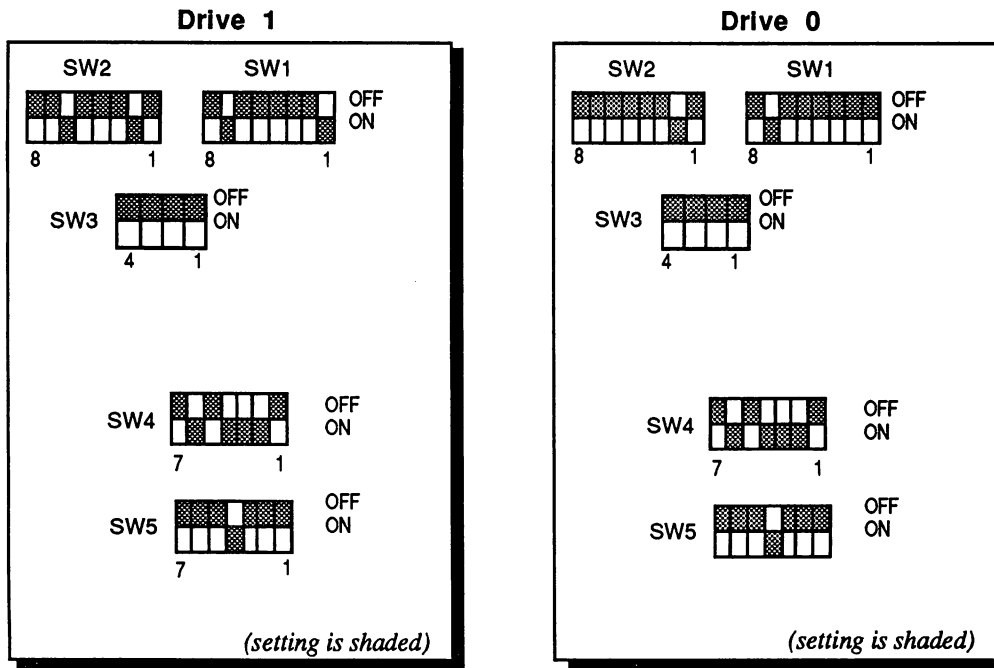 Drive 1
SW2 SW1
OFF
ON
8 1 8 1
SW3
OFF
ON
4 1
SW4
OFF
ON
7 1
SW5
OFF
ON
7 1
(setting is shaded)
Drive 0
SW2 SW1
OFF
ON
8 1 8 1
SW3
OFF
ON
4 1
SW4
OFF
ON
7 1
SW5
OFF
ON
(setting is shaded)